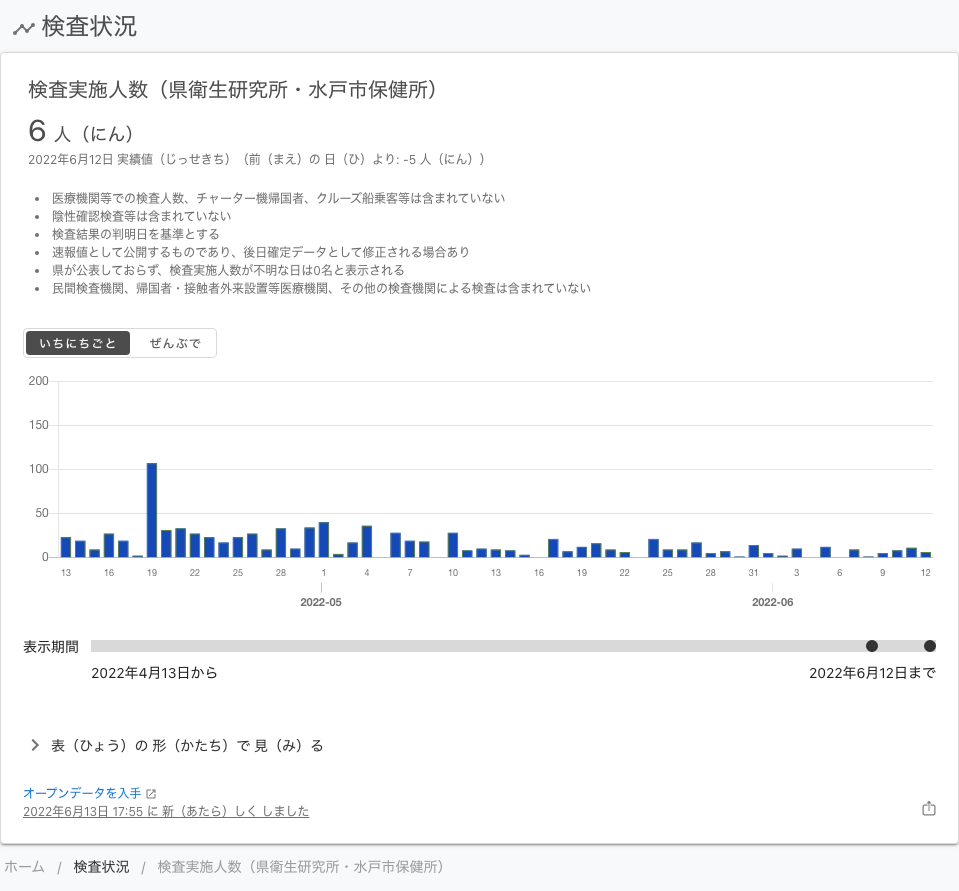 検査状況
検査実施人数（県衛生研究所・水戸市保健所）
6 人（にん）
2022年6月12日 実績値（じっせきち）（前（まえ）の 日（ひ）より: -5 人（にん））
医療機関等での検査人数、チャーター機帰国者、クルーズ船乗客等は含まれていない
陰性確認検査等は含まれていない
検査結果の判明日を基準とする
速報値として公開するものであり、後日確定データとして修正される場合あり
県が公表しておらず、検査実施人数が不明な日は0名と表示される
民間検査機関、帰国者・接触者外来設置等医療機関、その他の検査機関による検査は含まれていない
いちにちごと ぜんぶで
200
150
100
50
0
13 16 19 22 25 28 1 4 7 10 13 16 19 22 25 28 31 3 6 9 12
2022-05 2022-06
表示期間
2022年4月13日から 2022年6月12日まで
表（ひょう）の 形（かたち）で 見（み）る
オープンデータを入手
2022年6月13日 17:55 に 新（あたら）しく しました
ホーム / 検査状況 / 検査実施人数（県衛生研究所・水戸市保健所）